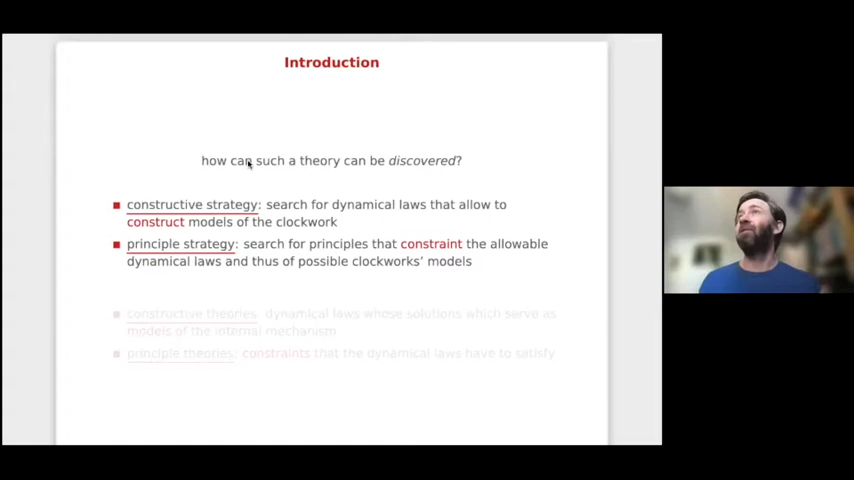 Introduction
how can such a theory can be discovered?
constructive strategy: search for dynamical laws that allow to
construct models of the clockwork
principle strategy: search for principles that constraint the allowable
dynamical laws and thus of possible clockworks' models
constructive theories: dynamical laws whose solutions which serve as
models of the internal mechanism
principle theories: constraints that the dynamical laws have to satisfy